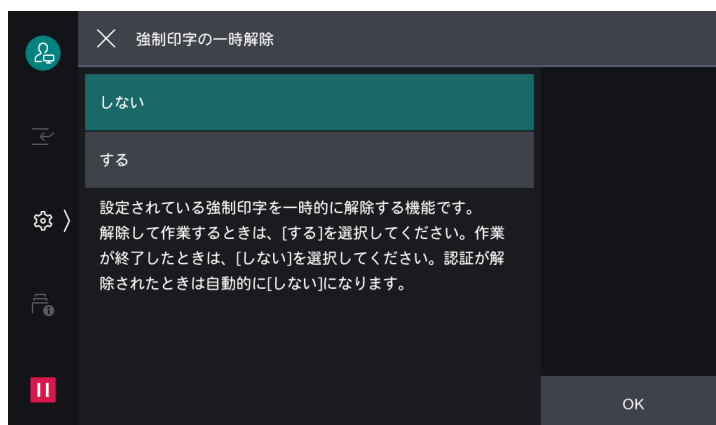 強制印字の一時解除
しない
する
設定されている強制印字を一時的に解除する機能です。
解除して作業するときは、[する]を選択してください。作業
が終了したときは、[しない]を選択してください。認証が解
除されたときは自動的に[しない]になります。
OK